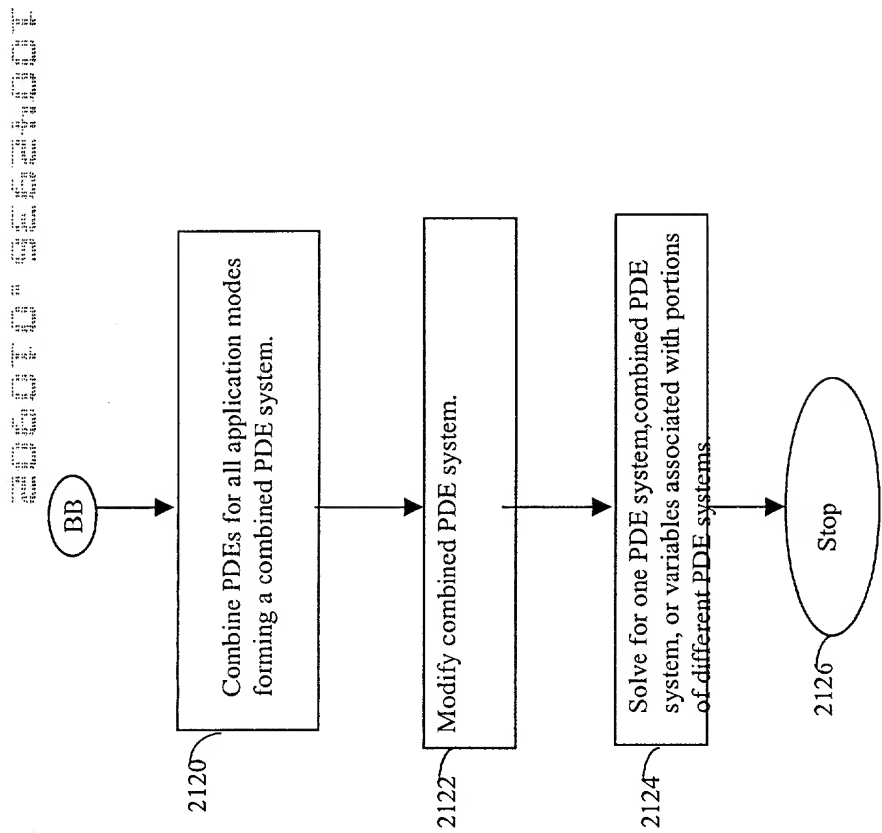 BB
Combine PDEs for all application modes
forming a combined PDE system.
2120
Modify combined PDE system.
2122
Solve for one PDE system,combined PDE
system, or variables associated with portions
of different PDE systems.
2124
Stop
2126